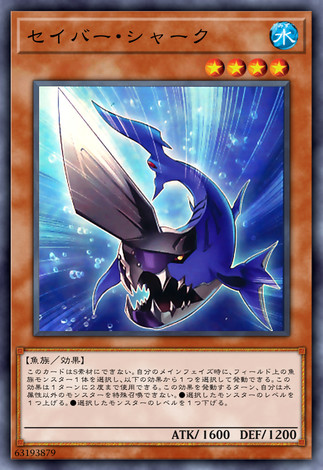 セイバー・シャーク
水
【魚族／効果】
このカードはS素材にできない。自分のメインフェイズ時に、フィールド上の魚
族モンスター１体を選択し、以下の効果から１つを選択して発動できる。この
効果は１ターンに２度まで使用できる。この効果を発動するターン、自分は水
属性以外のモンスターを特殊召喚できない。●選択したモンスターのレベルを
１つ上げる。●選択したモンスターのレベルを１つ下げる。
ATK/1600 DEF/1200
63193879